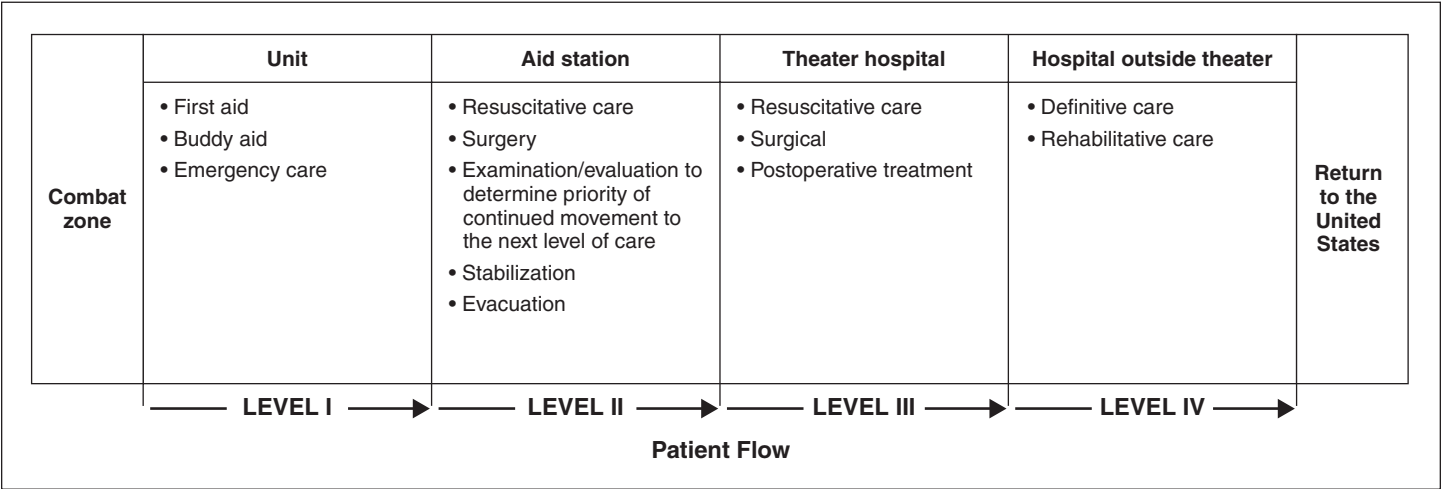 Combat
zone
Unit
• First aid
• Buddy aid
• Emergency care
Aid station
• Resuscitative care
• Surgery
• Examination/evaluation to
determine priority of
continued movement to
the next level of care
• Stabilization
• Evacuation
Theater hospital
• Resuscitative care
• Surgical
• Postoperative treatment
Hospital outside theater
• Definitive care
• Rehabilitative care
Return
to the
United
States
LEVEL I
LEVEL II
LEVEL III
LEVEL IV
Patient Flow